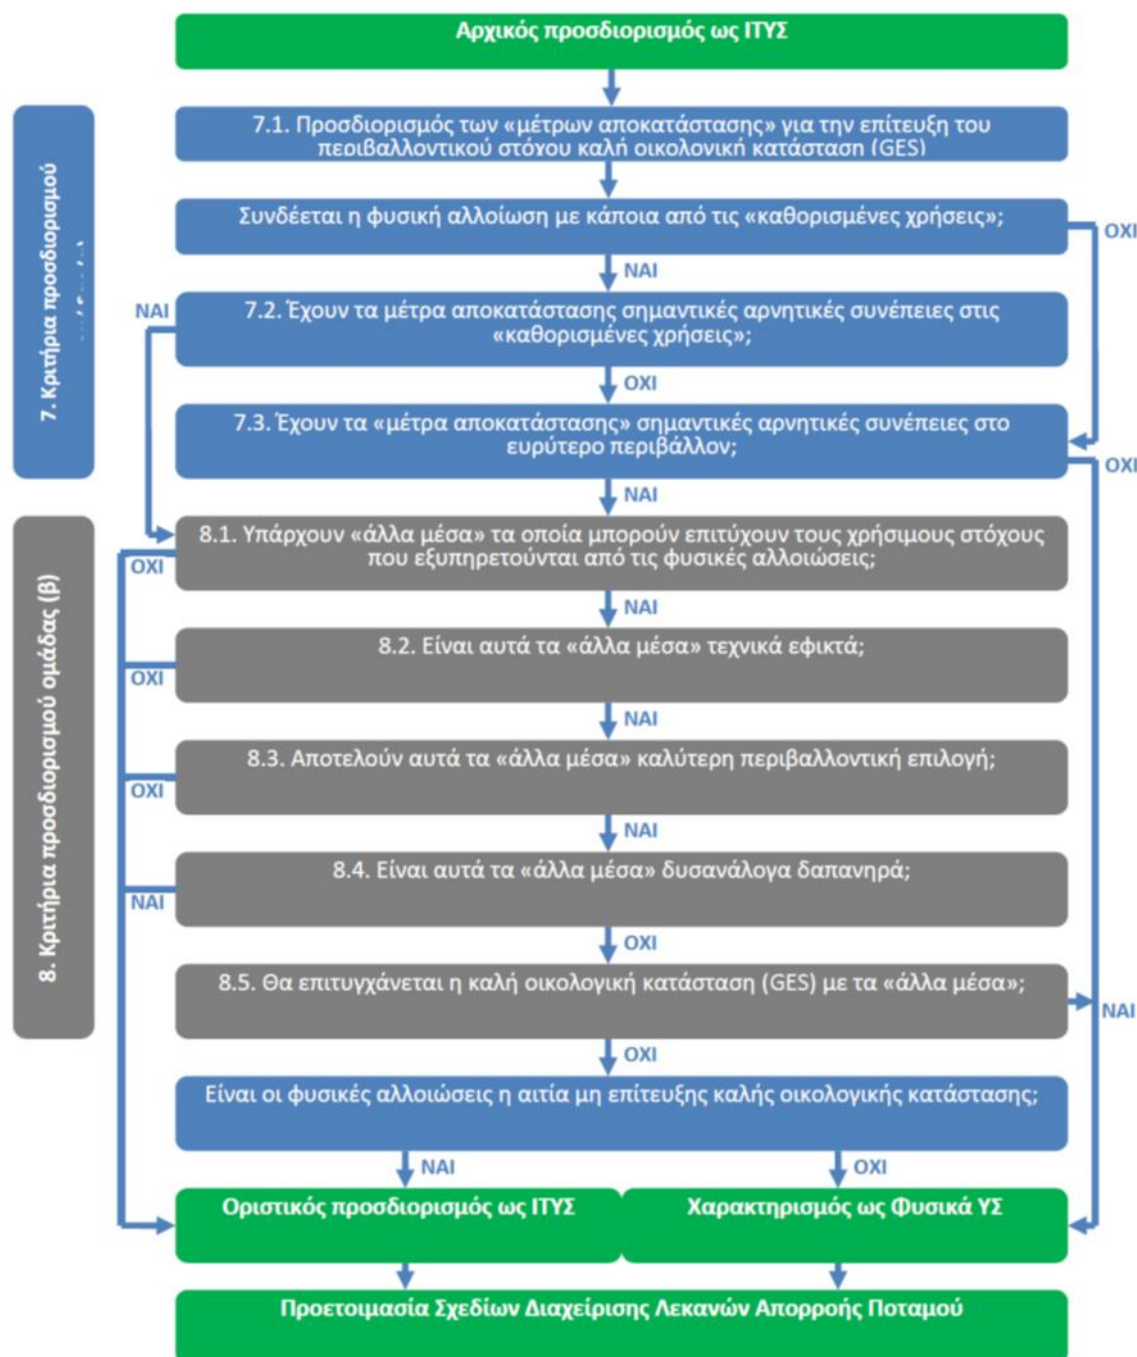 Αρχικός προσδιορισμός ως ΙΤΥΣ
7. Κριτήρια προσδιορισμού
7.1. Προσδιορισμός των «μέτρων αποκατάστασης» για την επίτευξη του
περιβαλλοντικού στόχου καλή οικολογική κατάσταση (GES)
Συνδέεται η φυσική αλλοίωση με κάποια από τις «καθορισμένες χρήσεις»;
ΟΧΙ
ΝΑΙ
ΝΑΙ
7.2. Έχουν τα μέτρα αποκατάστασης σημαντικές αρνητικές συνέπειες στις
«καθορισμένες χρήσεις»;
ΟΧΙ
7.3. Έχουν τα «μέτρα αποκατάστασης» σημαντικές αρνητικές συνέπειες στο
ευρύτερο περιβάλλον;
ΟΧΙ
ΝΑΙ
8. Κριτήρια προσδιορισμού ομάδας (β)
8.1. Υπάρχουν «άλλα μέσα» τα οποία μπορούν επιτύχουν τους χρήσιμους στόχους
που εξυπηρετούνται από τις φυσικές αλλοιώσεις;
ΟΧΙ
ΝΑΙ
8.2. Είναι αυτά τα «άλλα μέσα» τεχνικά εφικτά;
ΟΧΙ
ΝΑΙ
8.3. Αποτελούν αυτά τα «άλλα μέσα» καλύτερη περιβαλλοντική επιλογή;
ΟΧΙ
ΝΑΙ
8.4. Είναι αυτά τα «άλλα μέσα» δυσανάλογα δαπανηρά;
ΝΑΙ
ΟΧΙ
8.5. Θα επιτυγχάνεται η καλή οικολογική κατάσταση (GES) με τα «άλλα μέσα»;
ΝΑΙ
ΟΧΙ
Είναι οι φυσικές αλλοιώσεις η αιτία μη επίτευξης καλής οικολογικής κατάστασης;
ΝΑΙ
ΟΧΙ
Οριστικός προσδιορισμός ως ΙΤΥΣ
Χαρακτηρισμός ως Φυσικά ΥΣ
Προετοιμασία Σχεδίων Διαχείρισης Λεκανών Απορροής Ποταμού